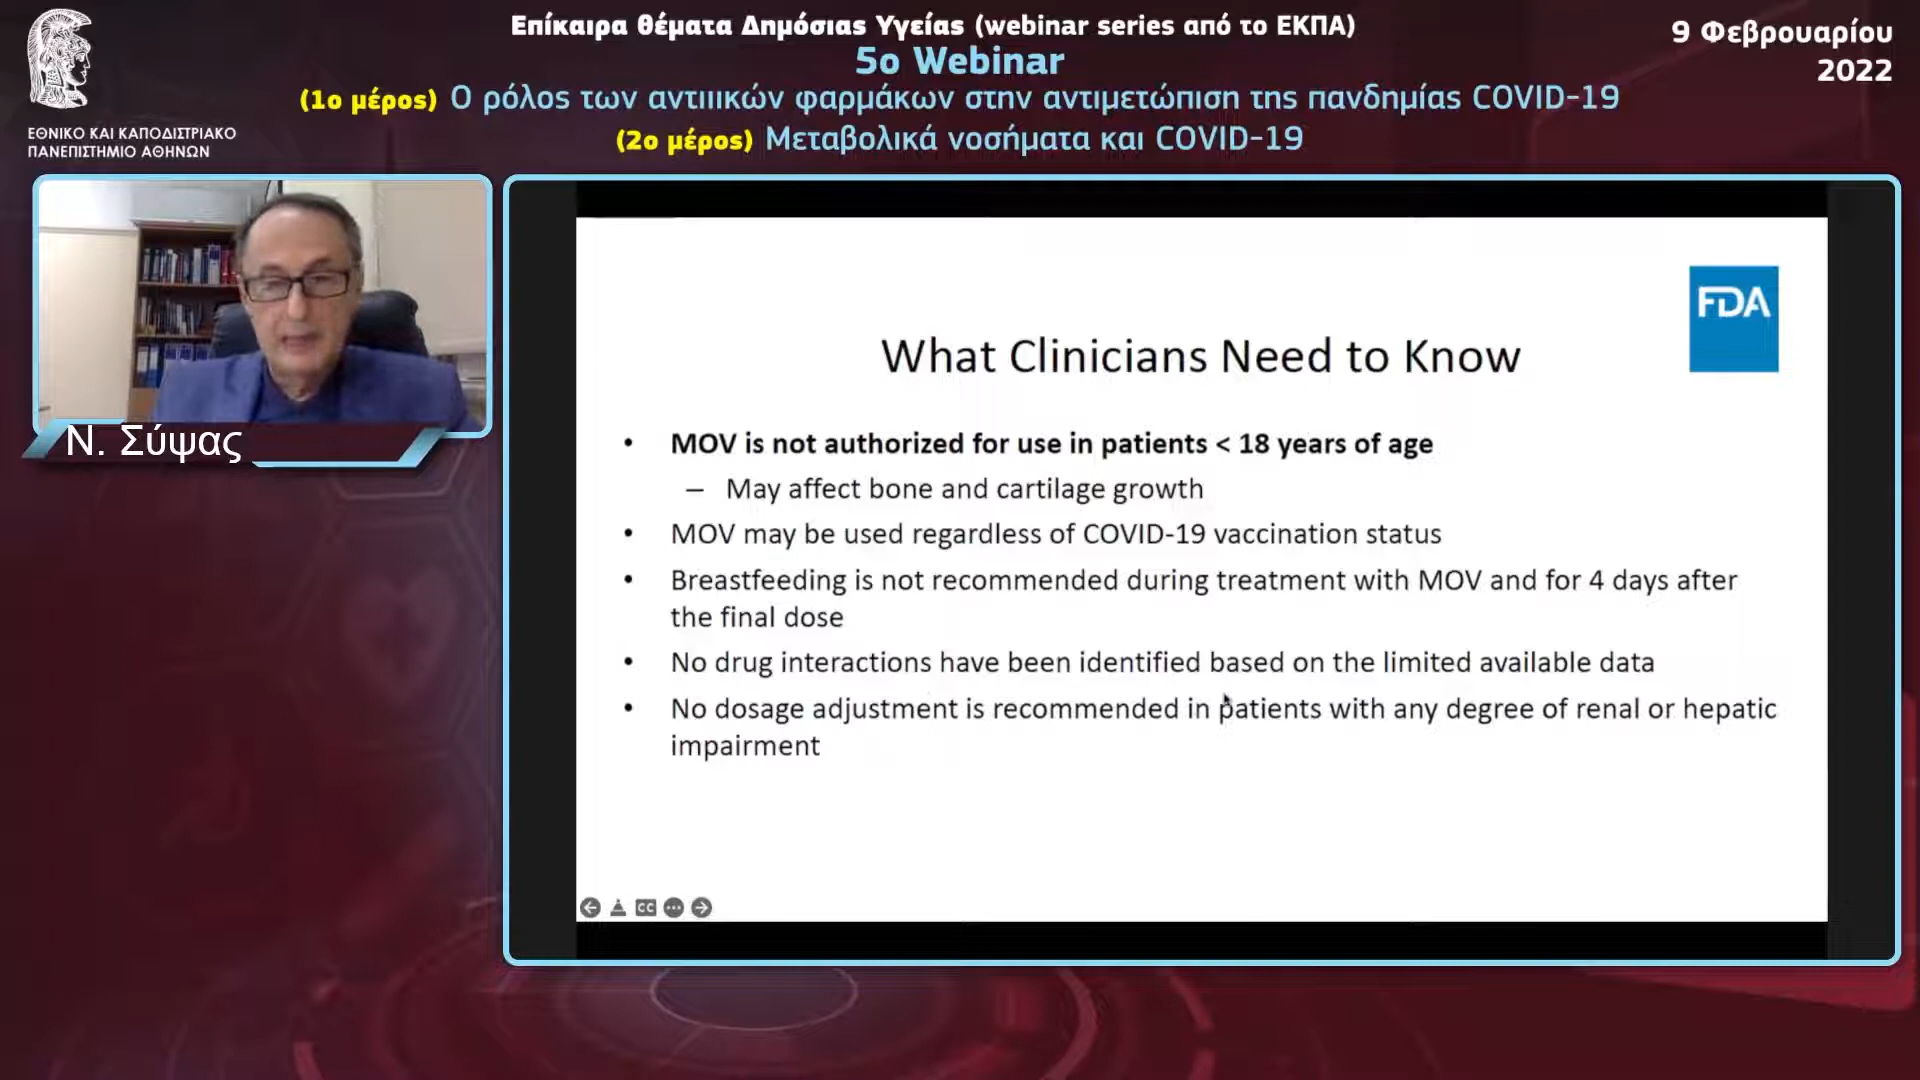 Επίκαιρα θέματα Δημόσιας Υγείας (webinar series από το ΕΚΠΑ)
5ο Webinar
(1ο μέρος) Ο ρόλος των αντιικών φαρμάκων στην αντιμετώπιση της πανδημίας COVID-19
(2ο μέρος) Μεταβολικά νοσήματα και COVID-19
9 Φεβρουαρίου
2022
ΕΘΝΙΚΟ ΚΑΙ ΚΑΠΟΔΙΣΤΡΙΑΚΟ
ΠΑΝΕΠΙΣΤΗΜΙΟ ΑΘΗΝΩΝ
Ν. Σύψας
FDA
What Clinicians Need to Know
• MOV is not authorized for use in patients < 18 years of age
– May affect bone and cartilage growth
• MOV may be used regardless of COVID-19 vaccination status
• Breastfeeding is not recommended during treatment with MOV and for 4 days after
the final dose
• No drug interactions have been identified based on the limited available data
• No dosage adjustment is recommended in patients with any degree of renal or hepatic
impairment
CC